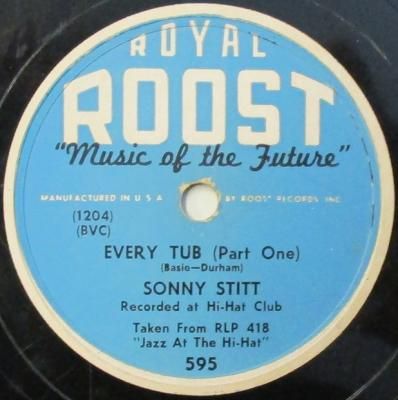 ROYAL
ROOST
"Music of the Future"
MANUFACTURED IN U S A BY ROOST RECORDS INC
(1204)
(BVC)
EVERY TUB (Part One)
(Basie—Durham)
SONNY STITT
Recorded at Hi-Hat Club
Taken From RLP 418
"Jazz At The Hi-Hat"
595